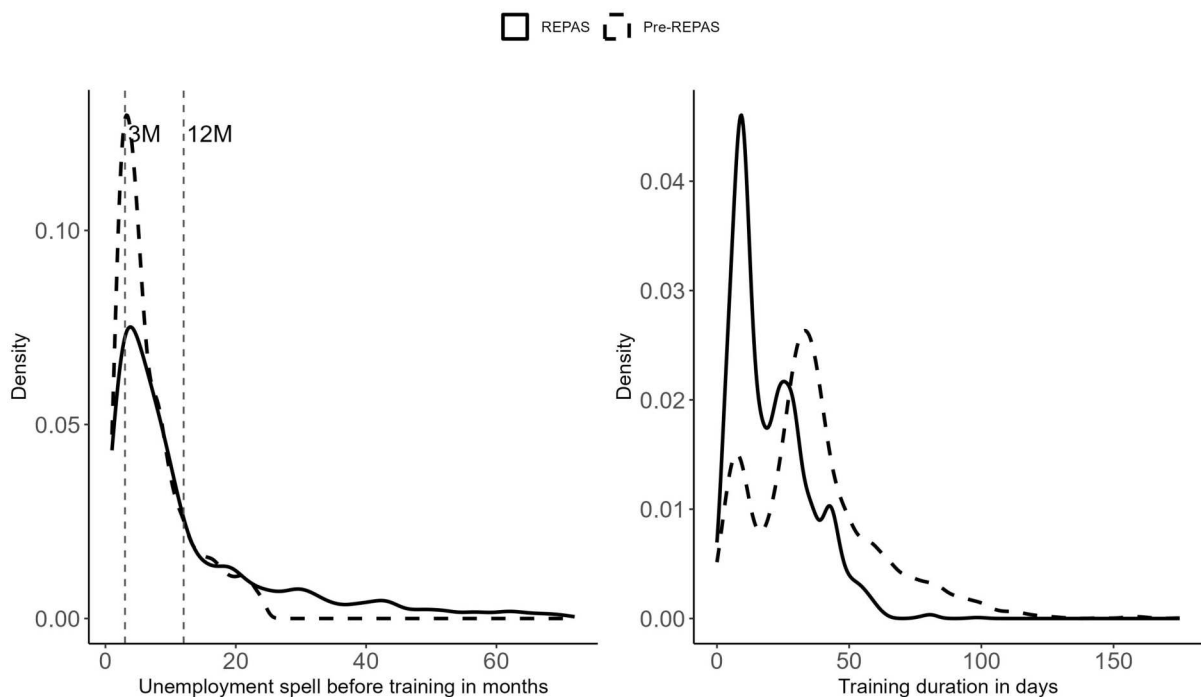 REPAS Pre-REPAS
Density
0.10
0.05
0.00
3M 12M
0 20 40 60
Unemployment spell before training in months
Density
0.04
0.03
0.02
0.01
0.00
0 50 100 150
Training duration in days